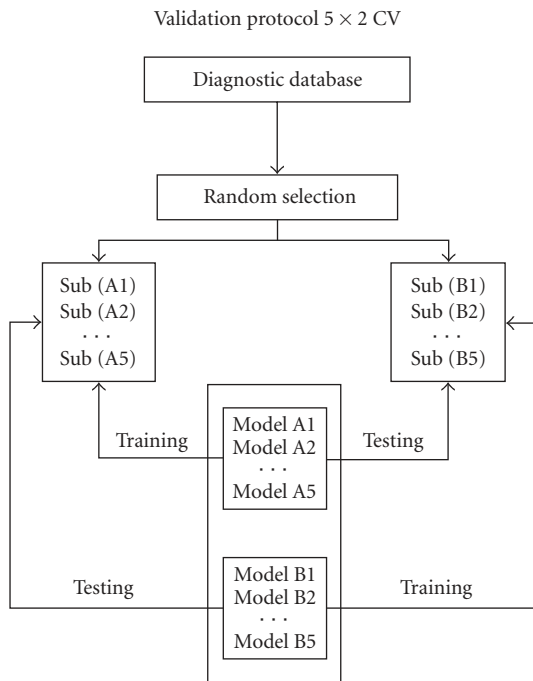 Validation protocol 5 × 2 CV
Diagnostic database
Random selection
Sub (A1)
Sub (A2)
· · ·
Sub (A5)
Sub (B1)
Sub (B2)
· · ·
Sub (B5)
Training
Model A1
Model A2
· · ·
Model A5
Testing
Testing
Model B1
Model B2
· · ·
Model B5
Training